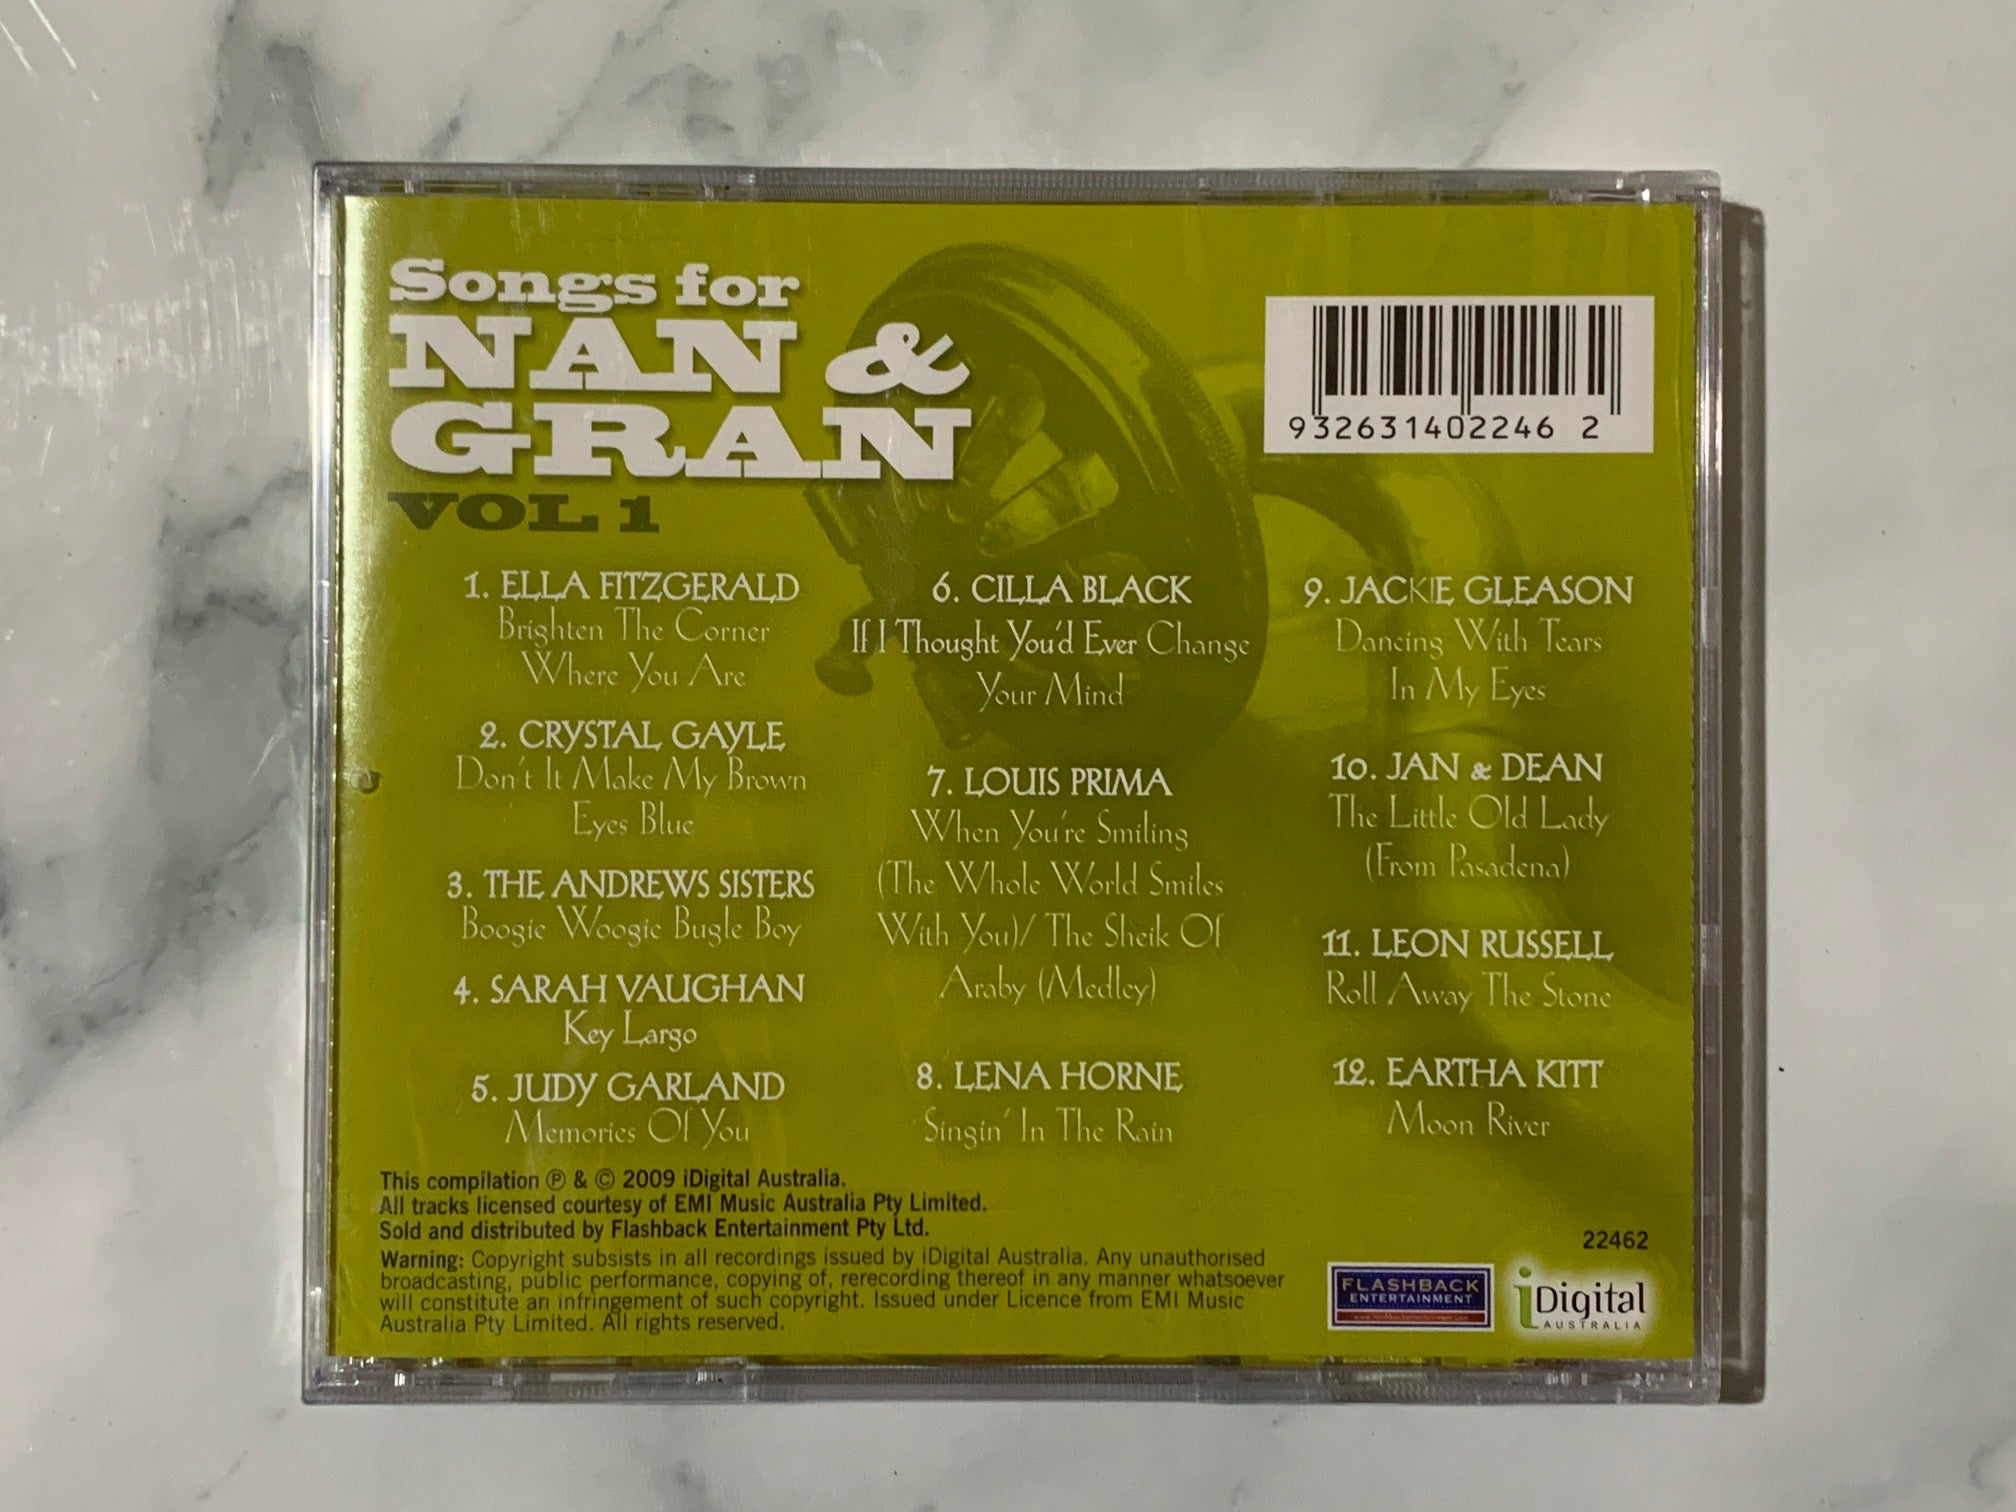 Songs for
NAN &
GRAN
VOL 1
9 326314 022462
1. ELLA FITZGERALD
Brighten The Corner
Where You Are
2. CRYSTAL GAYLE
Don't It Make My Brown
Eyes Blue
3. THE ANDREWS SISTERS
Boogie Woogie Bugle Boy
4. SARAH VAUGHAN
Key Largo
5. JUDY GARLAND
Memories Of You
6. CILLA BLACK
If I Thought You'd Ever Change
Your Mind
7. LOUIS PRIMA
When You're Smiling
(The Whole World Smiles
With You)/ The Sheik Of
Araby (Medley)
8. LENA HORNE
Singin' In The Rain
9. JACKIE GLEASON
Dancing With Tears
In My Eyes
10. JAN & DEAN
The Little Old Lady
(From Pasadena)
11. LEON RUSSELL
Roll Away The Stone
12. EARTHA KITT
Moon River
This compilation ℗ & © 2009 iDigital Australia.
All tracks licensed courtesy of EMI Music Australia Pty Limited.
Sold and distributed by Flashback Entertainment Pty Ltd.
Warning: Copyright subsists in all recordings issued by iDigital Australia. Any unauthorised
broadcasting, public performance, copying of, rerecording thereof in any manner whatsoever
will constitute an infringement of such copyright. Issued under Licence from EMI Music
Australia Pty Limited. All rights reserved.
22462
FLASHBACK
ENTERTAINMENT
iDigital
AUSTRALIA